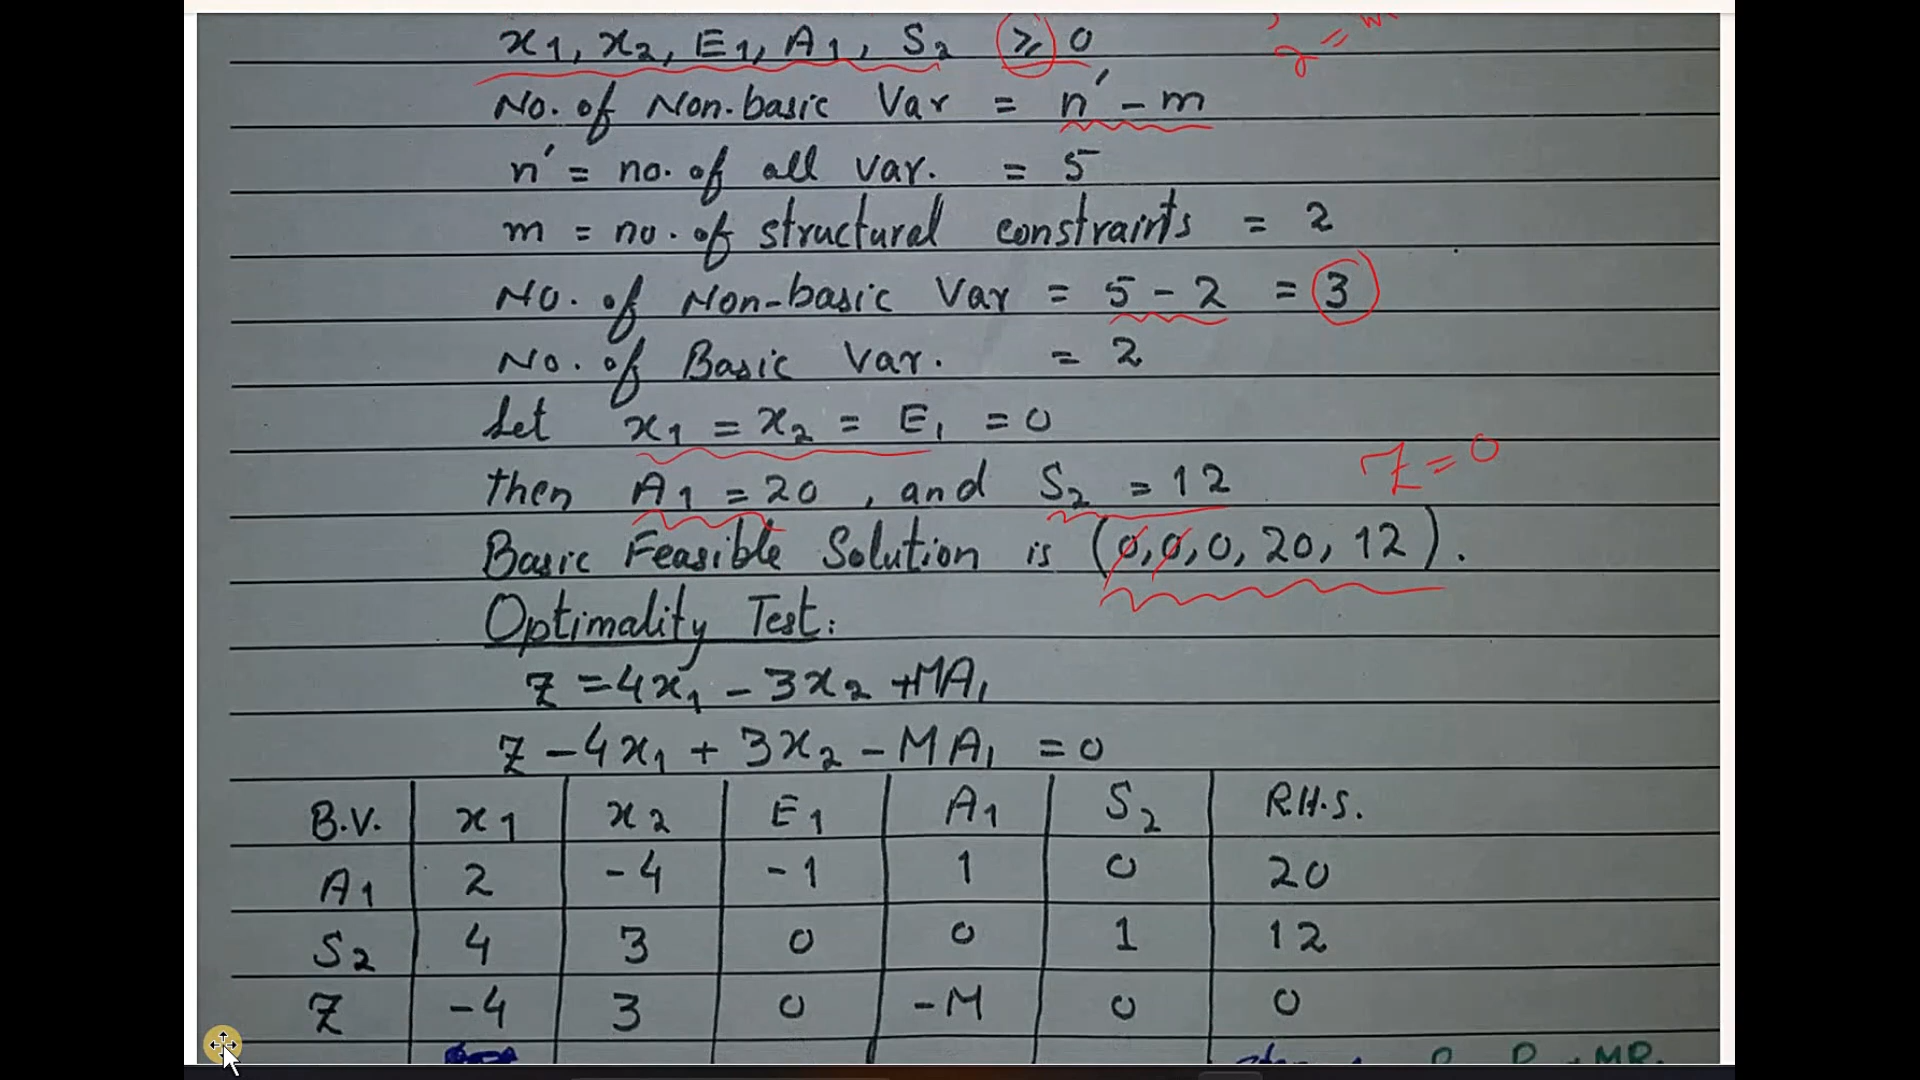 x1, x2, E1, A1, S2 ≥ 0
No. of Non-basic Var = n' - m
n' = no. of all var. = 5
m = no. of structural constraints = 2
No. of Non-basic Var = 5 - 2 = 3
No. of Basic Var. = 2
Let x1 = x2 = E1 = 0
then A1 = 20, and S2 = 12 Z = 0
Basic Feasible Solution is (0, 0, 0, 20, 12).
Optimality Test:
Z = 4x1 - 3x2 + MA1
Z - 4x1 + 3x2 - MA1 = 0
B.V. x1 x2 E1 A1 S2 R.H.S.
A1 2 -4 -1 1 0 20
S2 4 3 0 0 1 12
Z -4 3 0 -M 0 0